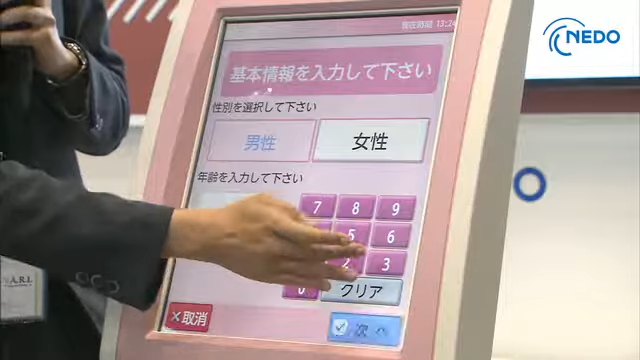 現在時刻 13:24
NEDO
基本情報を入力して下さい
性別を選択して下さい
男性
女性
年齢を入力して下さい
7 8 9
5 6
2 3
0 クリア
取消
次へ
A.R.I.